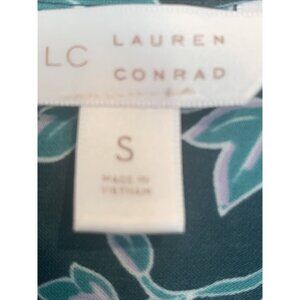 LC LAUREN
CONRAD
S
MADE IN
VIETNAM